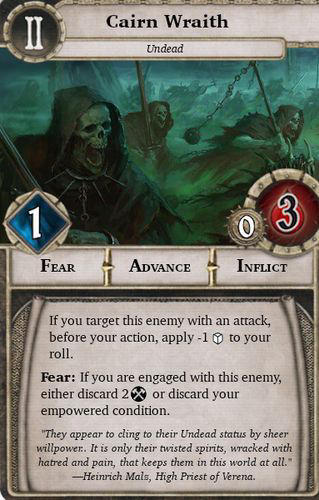 II
Cairn Wraith
Undead
1
0
3
FEAR
ADVANCE
INFLICT
If you target this enemy with an attack,
before your action, apply -1 to your
roll.
Fear: If you are engaged with this enemy,
either discard 2 or discard your
empowered condition.
"They appear to cling to their Undead status by sheer
willpower.. It is only their twisted spirits, wracked with
hatred and pain, that keeps them in this world at all."
—Heinrich Mals, High Priest of Verena.